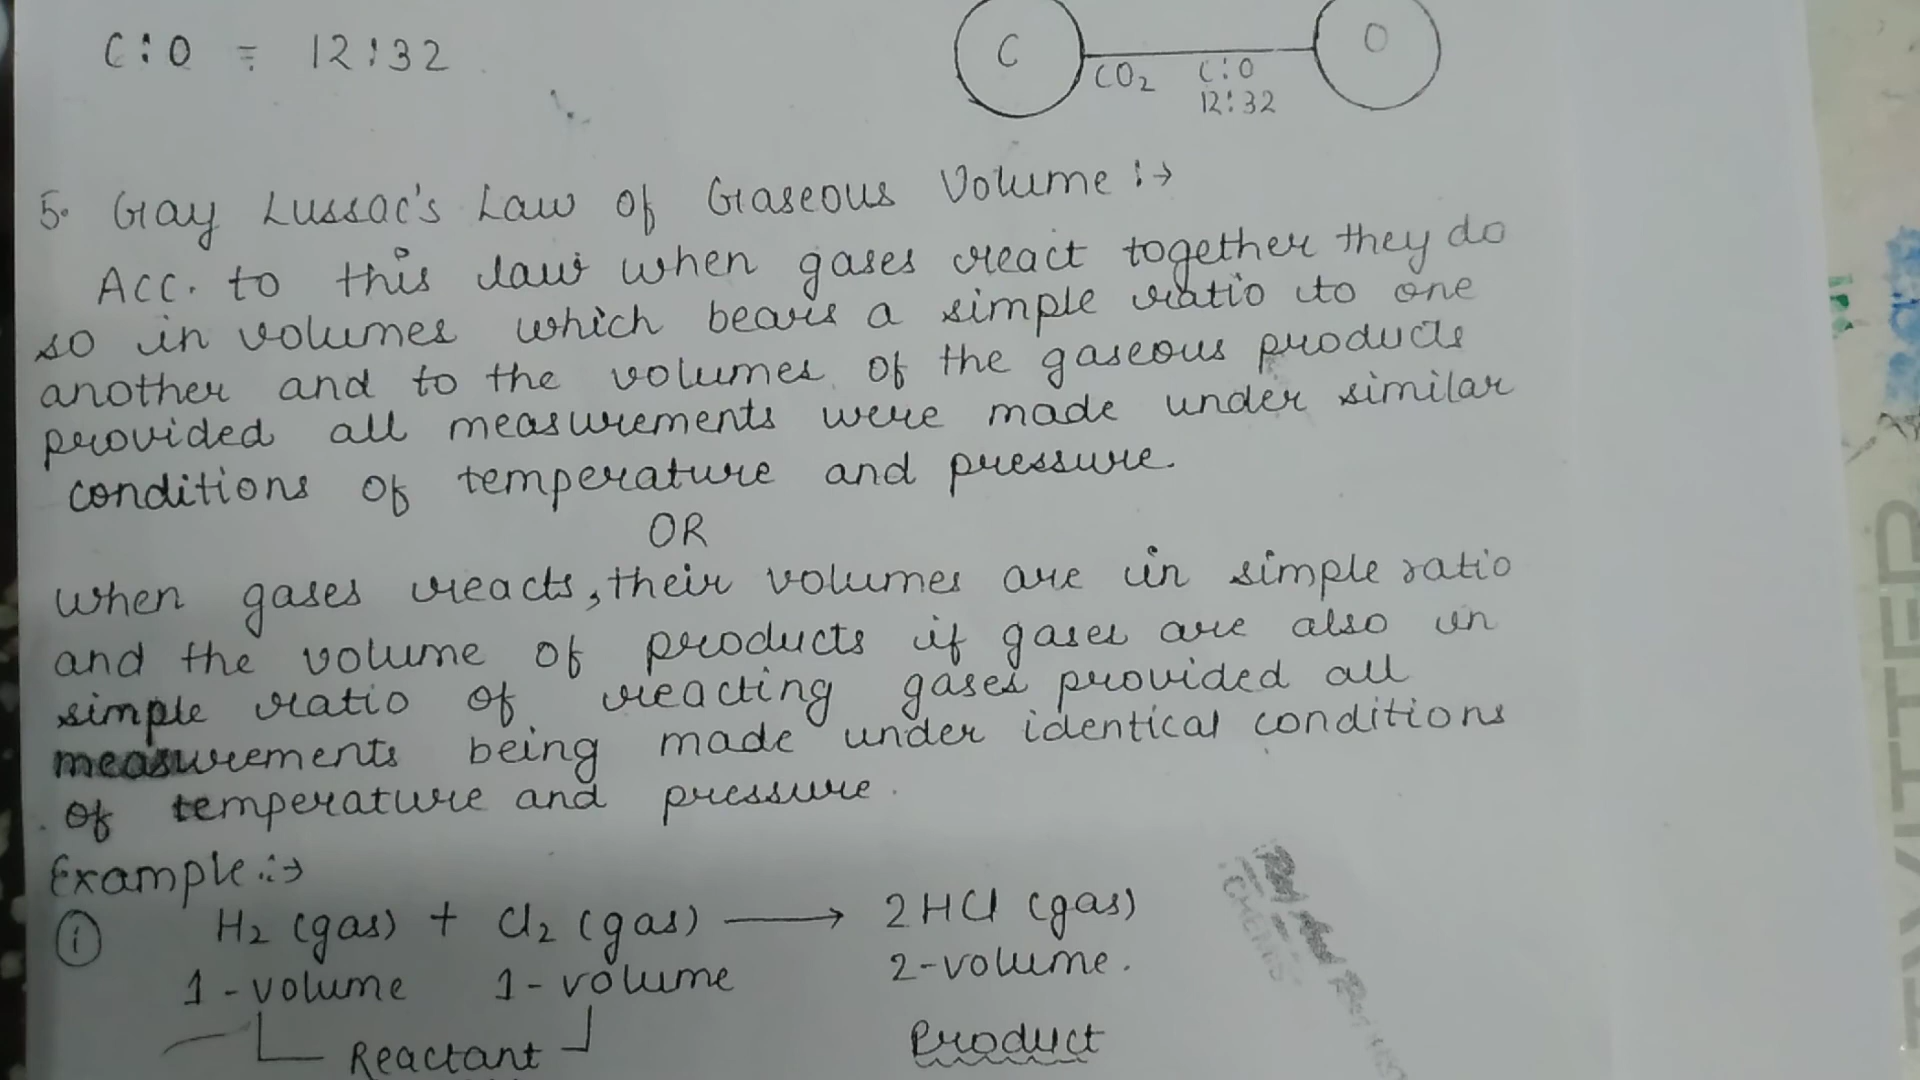 C:O = 12:32
C
O
CO2 C:O
12:32
5. Gay Lussac's Law of Gaseous Volume :→
Acc. to this law when gases react together they do
so in volumes which bears a simple ratio to one
another and to the volumes of the gaseous products
provided all measurements were made under similar
conditions of temperature and pressure.
OR
When gases reacts, their volumes are in simple ratio
and the volume of products if gases are also in
simple ratio of reacting gases provided all
measurements being made under identical conditions
of temperature and pressure.
Example :→
(i) H2 (gas) + Cl2 (gas) ⟶ 2HCl (gas)
1-volume 1-volume 2-volume.
Reactant Product